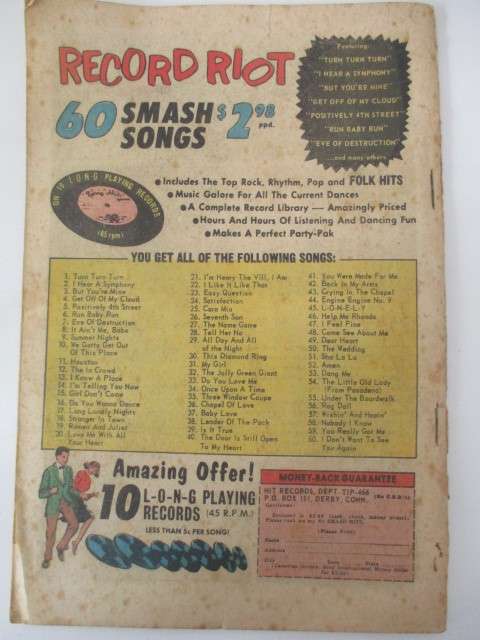 RECORD RIOT
60 SMASH SONGS $2.98 ppd.
Featuring:
"TURN TURN TURN"
"I HEAR A SYMPHONY"
"BUT YOU'RE MINE"
"GET OFF OF MY CLOUD"
"POSITIVELY 4TH STREET"
"RUN BABY RUN"
"EVE OF DESTRUCTION"
...and many others
ON 10 L-O-N-G PLAYING RECORDS
(45 rpm)
•Includes The Top Rock, Rhythm, Pop and FOLK HITS
•Music Galore For All The Current Dances
•A Complete Record Library — Amazingly Priced
•Hours And Hours Of Listening And Dancing Fun
•Makes A Perfect Party-Pak
YOU GET ALL OF THE FOLLOWING SONGS:
1. Turn Turn Turn
2. I Hear A Symphony
3. But You're Mine
4. Get Off Of My Cloud
5. Positively 4th Street
6. Run Baby Run
7. Eve Of Destruction
8. It Ain't Me, Babe
9. Summer Nights
10. We Gotta Get Out
Of This Place
11. Houston
12. The In Crowd
13. I Know A Place
14. I'm Telling You Now
15. Girl Don't Come
16. Do You Wanna Dance
17. Long Lonely Nights
18. Stranger In Town
19. Romeo And Juliet
20. Love Me With All
Your Heart
21. I'm Henry The VIII, I Am
22. I Like It Like That
23. Easy Question
24. Satisfaction
25. Cara Mia
26. Seventh Son
27. The Name Game
28. Tell Her No
29. All Day And All
of the Night
30. This Diamond Ring
31. My Girl
32. The Jolly Green Giant
33. Do You Love Me
34. Once Upon A Time
35. Three Window Coupe
36. Chapel Of Love
37. Baby Love
38. Leader Of The Pack
39. Is It True
40. The Door Is Still Open
To My Heart
41. You Were Made For Me
42. Back In My Arms
43. Crying In The Chapel
44. Engine Engine No. 9
45. L-O-N-E-L-Y
46. Help Me Rhonda
47. I Feel Fine
48. Come See About Me
49. Dear Heart
50. The Wedding
51. Sha La La
52. Amen
53. Dang Me
54. The Little Old Lady
(From Pasadena)
55. Under The Boardwalk
56. Rag Doll
57. Wishin' And Hopin'
58. Nobody I Know
59. You Really Got Me
60. I Don't Want To See
You Again
Amazing Offer!
10 L-O-N-G PLAYING
RECORDS (45 R.P.M.)
LESS THAN 5¢ PER SONG!
MONEY-BACK GUARANTEE
HIT RECORDS, DEPT. TIP-466
P.O. BOX 151, DERBY, CONN.
Gentlemen:
(Please Print)
Name
Address
City State